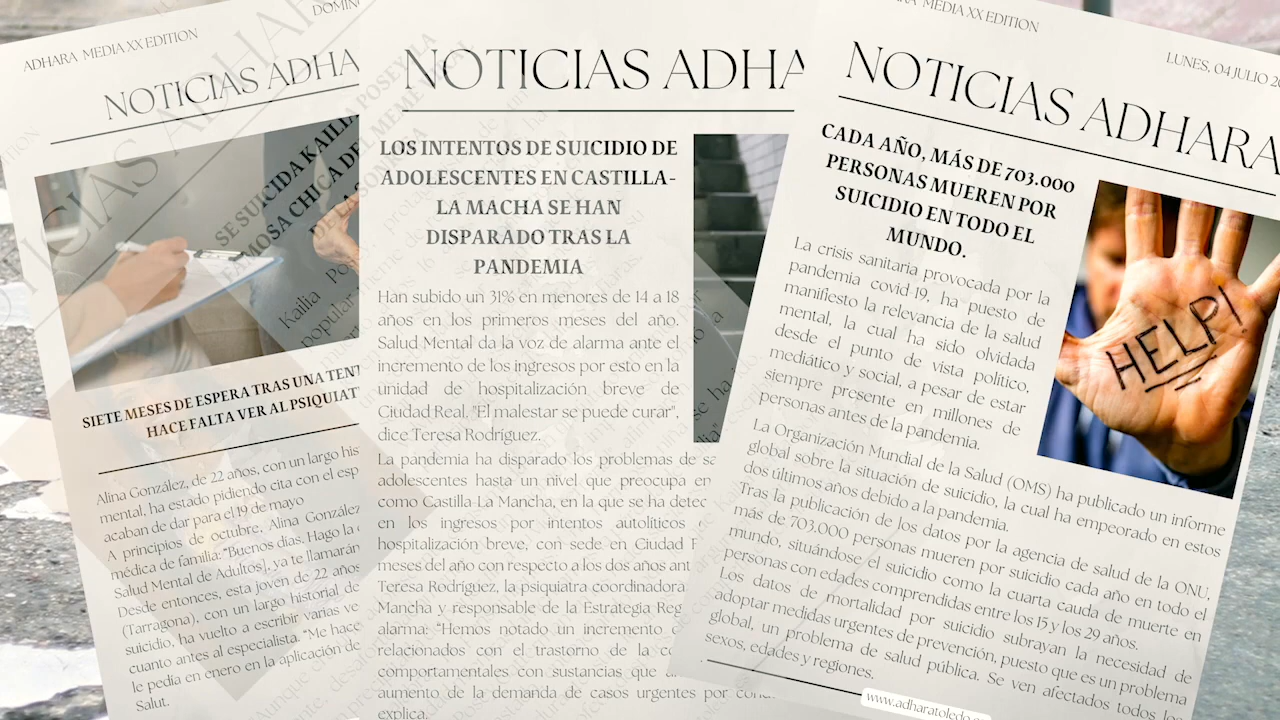 ADHARA MEDIA XX EDITION
NOTICIAS ADHA
SE SUICIDA KAILIA POSEY, LA
SIETE MESES DE ESPERA TRAS UNA TENT
HACE FALTA VER AL PSIQUIAT
Alina González, de 22 años, con un largo his
mental, ha estado pidiendo cita con el esp
acaban de dar para el 19 de mayo
A principios de octubre, Alina González
médica de familia: "Buenos días. Hago la
Salud Mental de Adultos], ya te llamarán
Desde entonces, esta joven de 22 años
(Tarragona), con un largo historial de
suicidio, ha vuelto a escribir varias ve
cuanto antes al especialista. "Me hace
le pedía en enero en la aplicación de
Salut.
NOTICIAS ADHA
LOS INTENTOS DE SUICIDIO DE
ADOLESCENTES EN CASTILLA-
LA MACHA SE HAN
DISPARADO TRAS LA
PANDEMIA
Han subido un 31% en menores de 14 a 18
años en los primeros meses del año.
Salud Mental da la voz de alarma ante el
incremento de los ingresos por esto en la
unidad de hospitalización breve de
Ciudad Real. "El malestar se puede curar",
dice Teresa Rodríguez.
La pandemia ha disparado los problemas de sa
adolescentes hasta un nivel que preocupa en
como Castilla-La Mancha, en la que se ha detec
en los ingresos por intentos autolíticos
hospitalización breve, con sede en Ciudad R
meses del año con respecto a los dos años ant
Teresa Rodríguez, la psiquiatra coordinadora
Mancha y responsable de la Estrategia Reg
alarma: "Hemos notado un incremento
relacionados con el trastorno de la co
comportamentales con sustancias que
aumento de la demanda de casos urgentes por
explica.
MEDIA XX EDITION
LUNES, 04 JULIO 2
NOTICIAS ADHARA
CADA AÑO, MÁS DE 703.000
PERSONAS MUEREN POR
SUICIDIO EN TODO EL
MUNDO.
HELP!
La crisis sanitaria provocada por la
pandemia covid-19, ha puesto de
manifiesto la relevancia de la salud
mental, la cual ha sido olvidada
desde el punto de vista político,
mediático y social, a pesar de estar
siempre presente en millones de
personas antes de la pandemia.
La Organización Mundial de la Salud (OMS) ha publicado un informe
global sobre la situación de suicidio, la cual ha empeorado en estos
dos últimos años debido a la pandemia.
Tras la publicación de los datos por la agencia de salud de la ONU,
más de 703.000 personas mueren por suicidio cada año en todo el
mundo, situándose el suicidio como la cuarta cauda de muerte en
personas con edades comprendidas entre los 15 y los 29 años.
Los datos de mortalidad por suicidio subrayan la necesidad de
adoptar medidas urgentes de prevención, puesto que es un problema
global, un problema de salud pública. Se ven afectados todos los
sexos, edades y regiones.
www.adharatoledo.